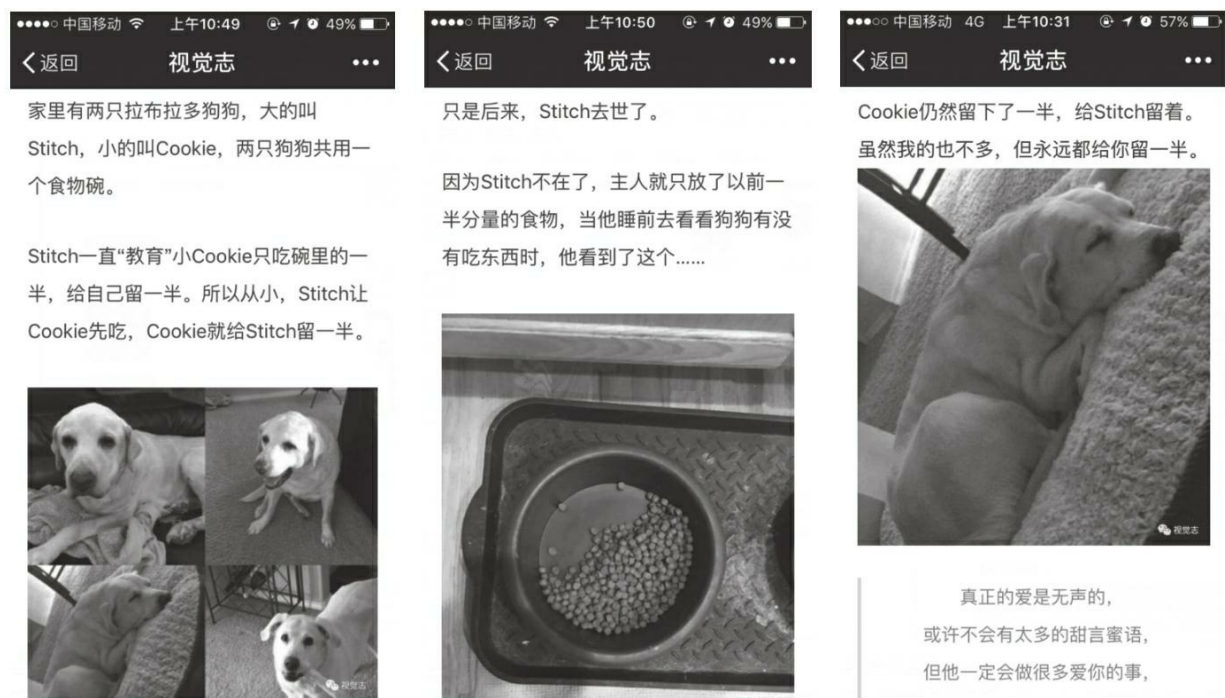 中国移动 上午10:49 49%
返回 视觉志
家里有两只拉布拉多狗狗，大的叫
Stitch，小的叫Cookie，两只狗狗共用一
个食物碗。
Stitch一直“教育”小Cookie只吃碗里的一
半，给自己留一半。所以从小，Stitch让
Cookie先吃，Cookie就给Stitch留一半。
视觉志
中国移动 上午10:50 49%
返回 视觉志
只是后来，Stitch去世了。
因为Stitch不在了，主人就只放了以前一
半分量的食物，当他睡前去看看狗狗有没
有吃东西时，他看到了这个……
中国移动 4G 上午10:31 57%
返回 视觉志
Cookie仍然留下了一半，给Stitch留着。
虽然我的也不多，但永远都给你留一半。
视觉志
真正的爱是无声的，
或许不会有太多的甜言蜜语，
但他一定会做很多爱你的事，